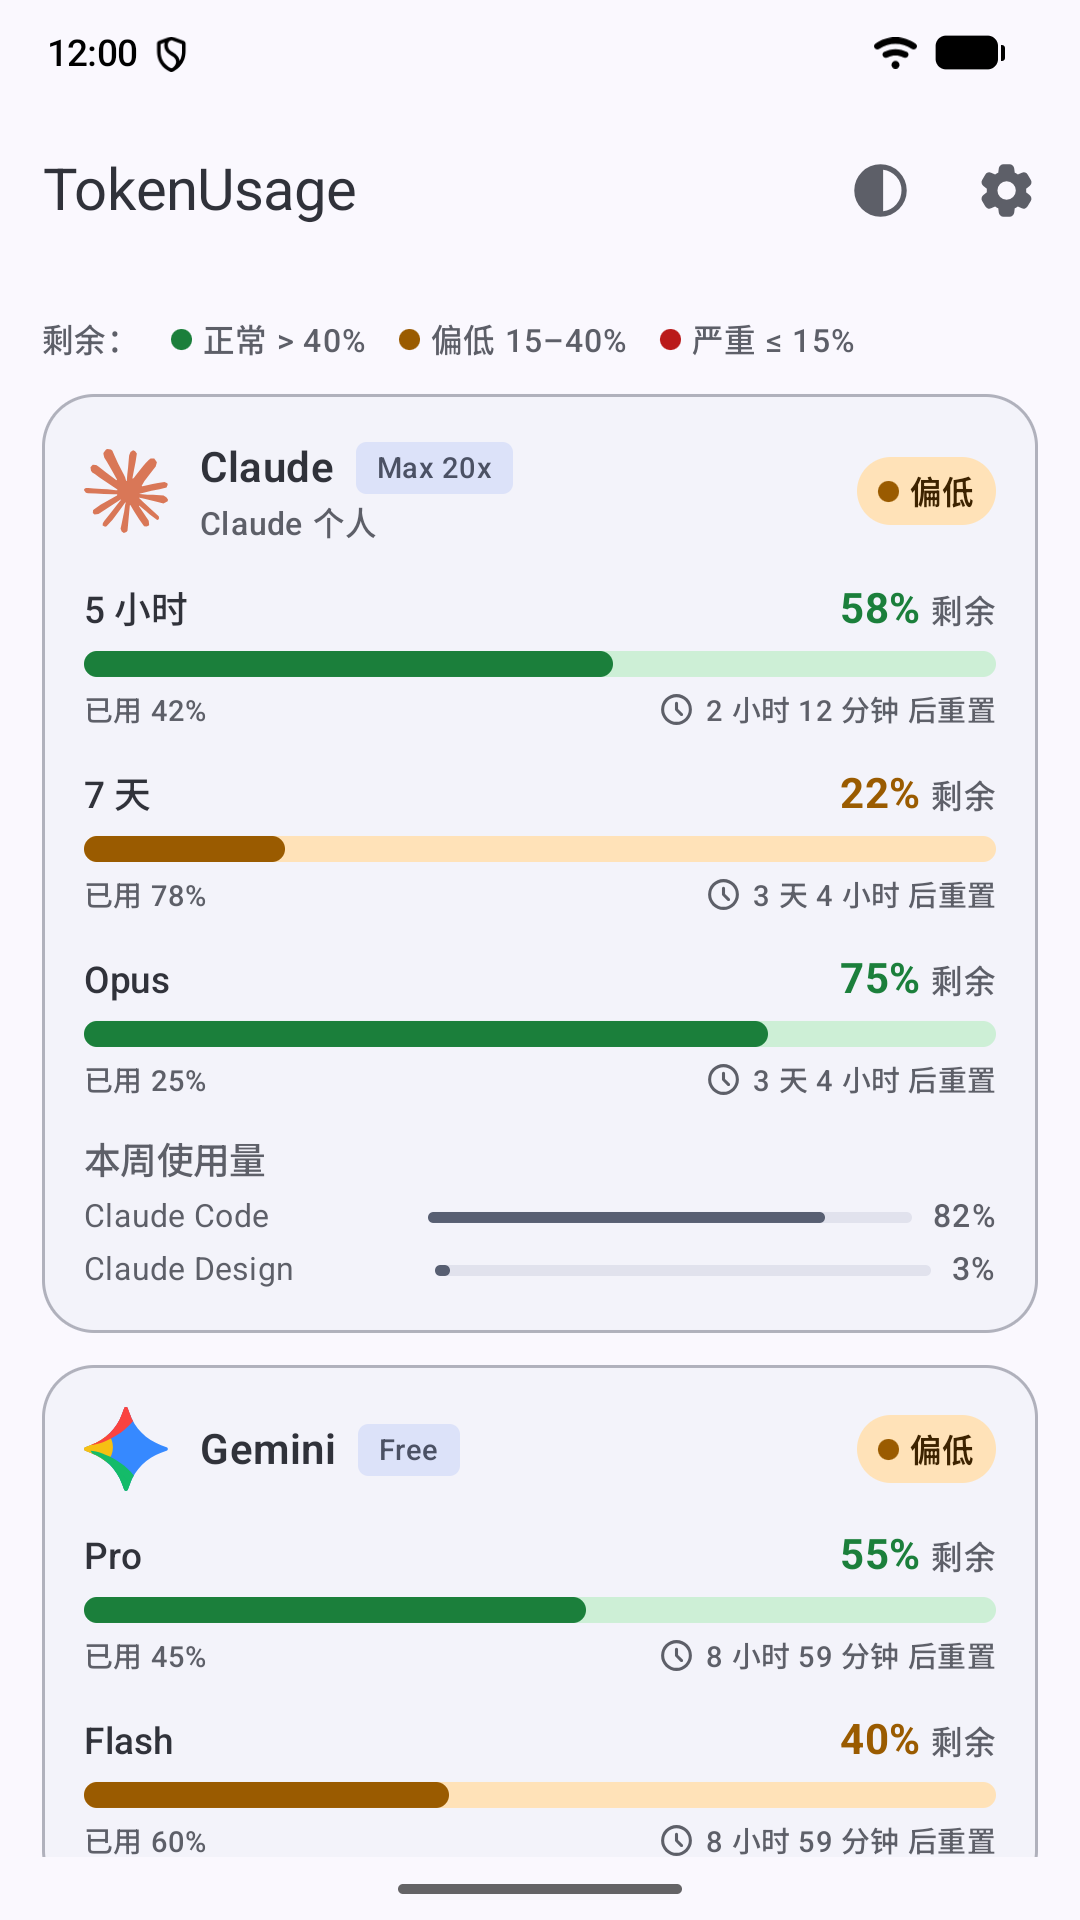 12:00
TokenUsage
剩余： 正常 > 40% 偏低 15–40% 严重 ≤ 15%
Claude Max 20x
偏低
Claude 个人
5 小时 58% 剩余
已用 42% 2 小时 12 分钟 后重置
7 天 22% 剩余
已用 78% 3 天 4 小时 后重置
Opus 75% 剩余
已用 25% 3 天 4 小时 后重置
本周使用量
Claude Code 82%
Claude Design 3%
Gemini Free 偏低
Pro 55% 剩余
已用 45% 8 小时 59 分钟 后重置
Flash 40% 剩余
已用 60% 8 小时 59 分钟 后重置